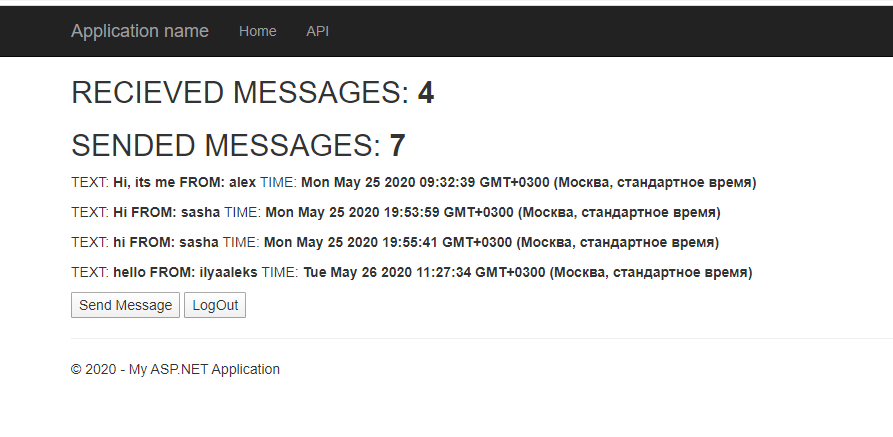 Application name Home API
RECIEVED MESSAGES: 4
SENDED MESSAGES: 7
TEXT: Hi, its me FROM: alex TIME: Mon May 25 2020 09:32:39 GMT+0300 (Москва, стандартное время)
TEXT: Hi FROM: sasha TIME: Mon May 25 2020 19:53:59 GMT+0300 (Москва, стандартное время)
TEXT: hi FROM: sasha TIME: Mon May 25 2020 19:55:41 GMT+0300 (Москва, стандартное время)
TEXT: hello FROM: ilyaaleks TIME: Tue May 26 2020 11:27:34 GMT+0300 (Москва, стандартное время)
Send Message LogOut
© 2020 - My ASP.NET Application